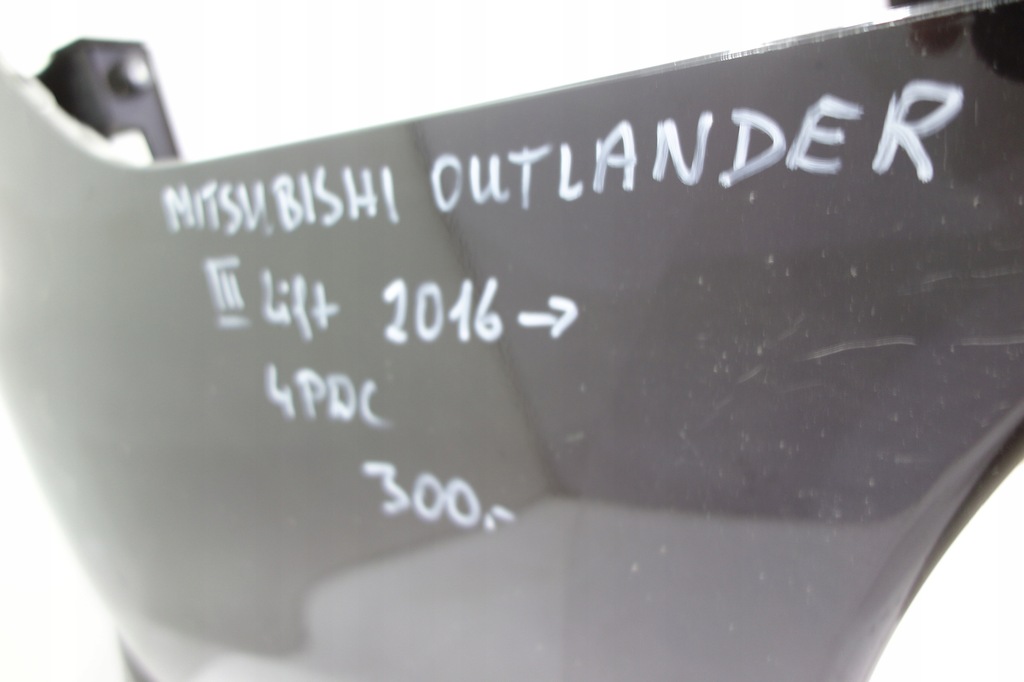 MITSUBISHI OUTLANDER
III Lift 2016 →
4PDC
300.-